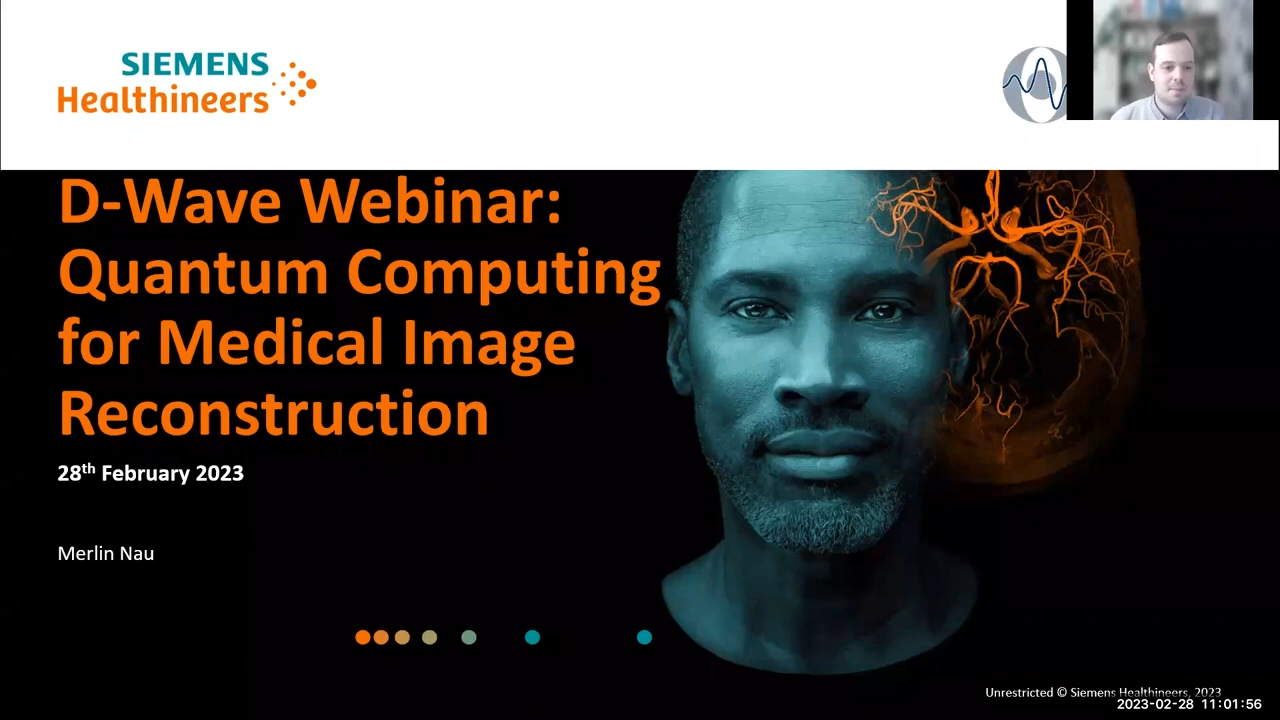 SIEMENS
Healthineers
D-Wave Webinar:
Quantum Computing
for Medical Image
Reconstruction
28th February 2023
Merlin Nau
Unrestricted © Siemens Healthineers, 2023
2023-02-28 11:01:56